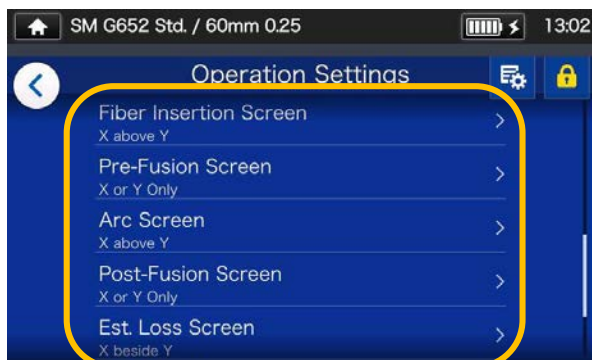 SM G652 Std. / 60mm 0.25
13:02
Operation Settings
Fiber Insertion Screen
X above Y
Pre-Fusion Screen
X or Y Only
Arc Screen
X above Y
Post-Fusion Screen
X or Y Only
Est. Loss Screen
X beside Y